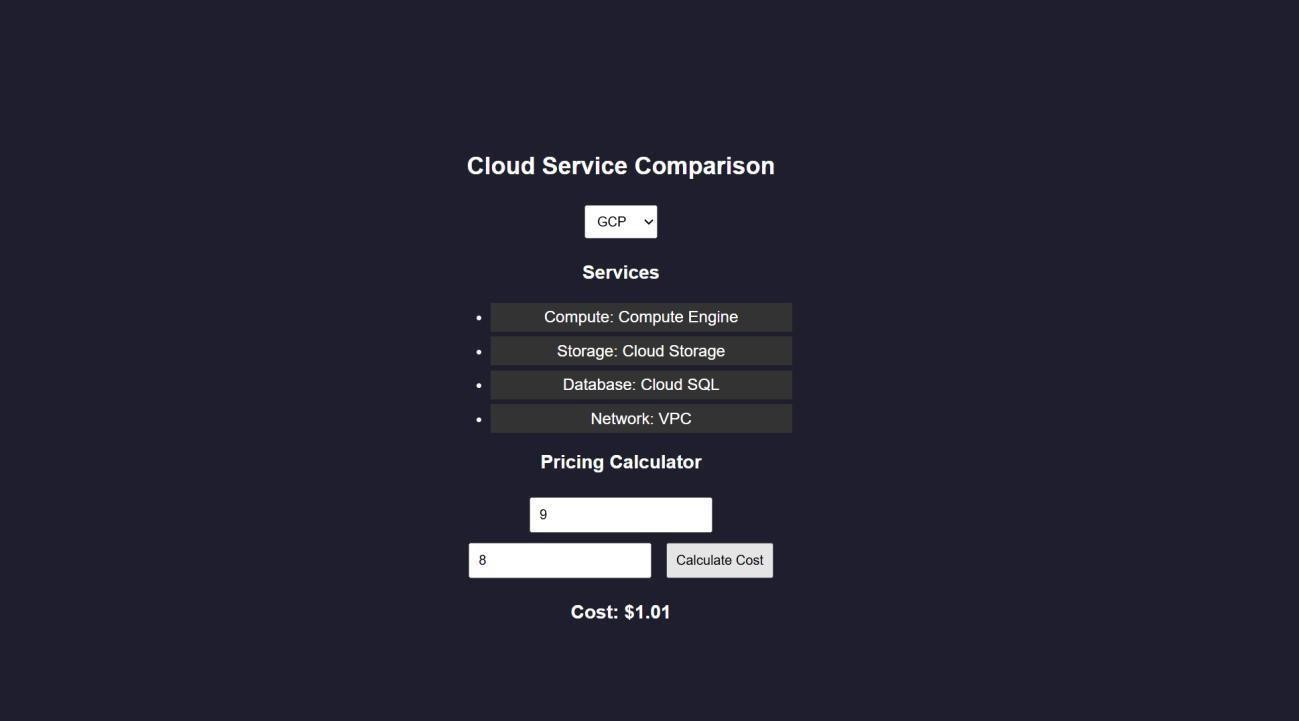 Cloud Service Comparison
GCP
Services
• Compute: Compute Engine
• Storage: Cloud Storage
• Database: Cloud SQL
• Network: VPC
Pricing Calculator
9
8 Calculate Cost
Cost: $1.01